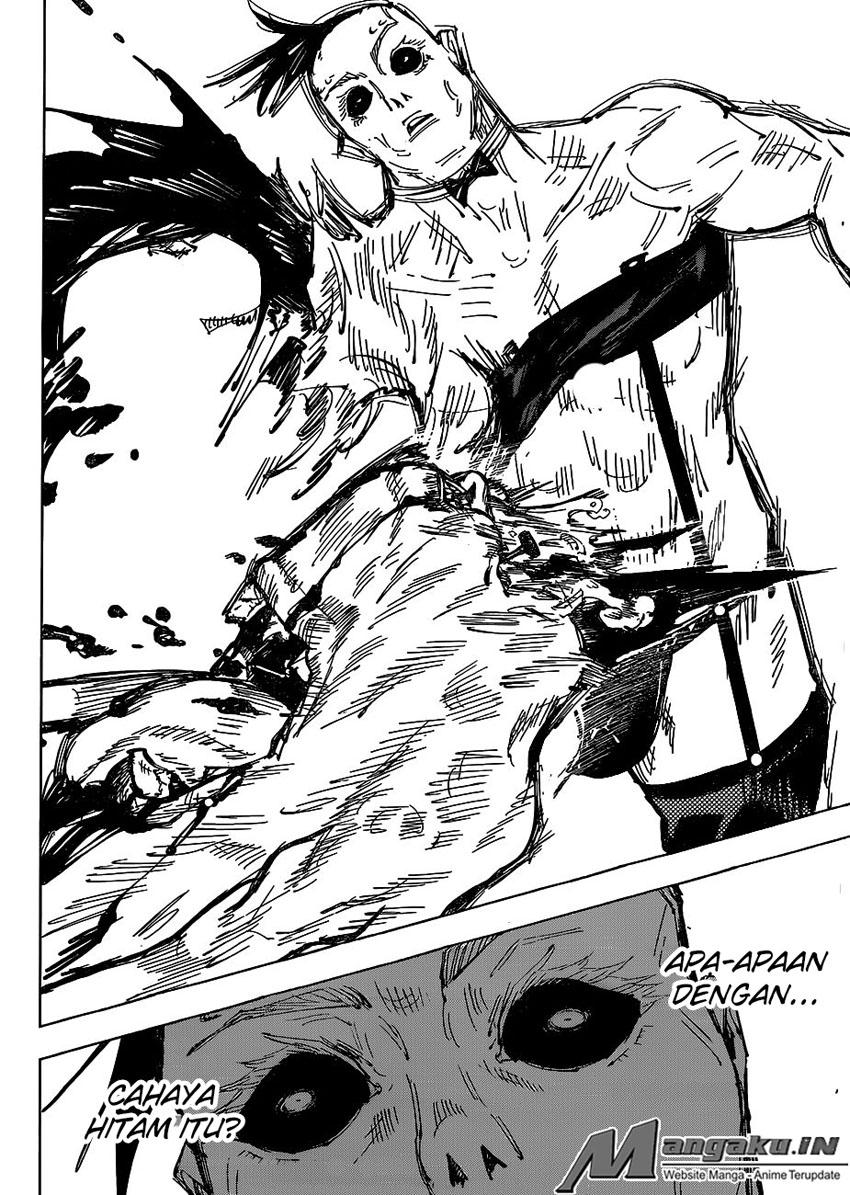 APA-APAAN
DENGAN...
CAHAYA
HITAM ITU?
Mangaku.IN
Website Manga - Anime Terupdate